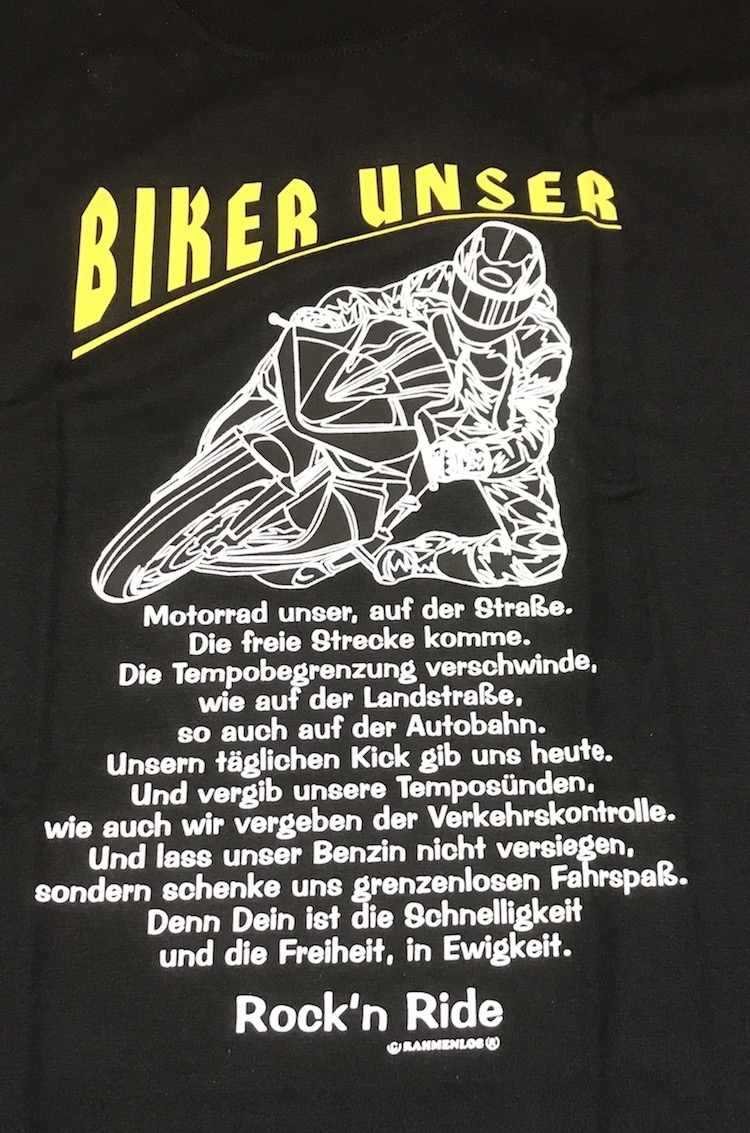 BIKER UNSER
Motorrad unser, auf der Straße.
Die freie Strecke komme.
Die Tempobegrenzung verschwinde,
wie auf der Landstraße,
so auch auf der Autobahn.
Unsern täglichen Kick gib uns heute.
Und vergib unsere Temposünden,
wie auch wir vergeben der Verkehrskontrolle.
Und lass unser Benzin nicht versiegen,
sondern schenke uns grenzenlosen Fahrspaß.
Denn Dein ist die Schnelligkeit
und die Freiheit, in Ewigkeit.
Rock'n Ride
© RAHMENLOS ®